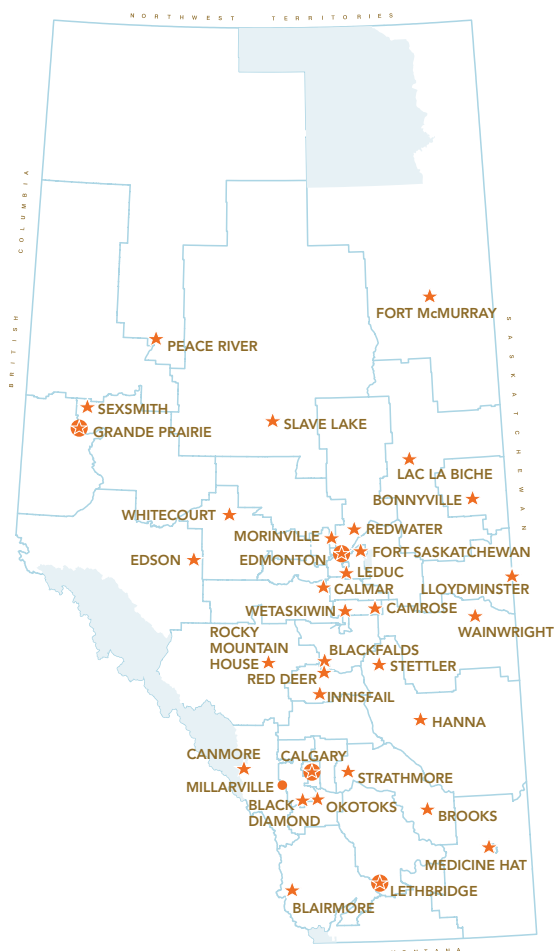 NORTHWEST TERRITORIES
BRITISH COLUMBIA
SASKATCHEWAN
FORT McMURRAY
PEACE RIVER
SEXSMITH
GRANDE PRAIRIE
SLAVE LAKE
LAC LA BICHE
BONNYVILLE
WHITECOURT
REDWATER
MORINVILLE
FORT SASKATCHEWAN
EDMONTON
EDSON
LEDUC
CALMAR
LLOYDMINSTER
WETASKIWIN
CAMROSE
WAINWRIGHT
ROCKY
MOUNTAIN
HOUSE
BLACKFALDS
STETTLER
RED DEER
INNISFAIL
HANNA
CANMORE
CALGARY
STRATHMORE
MILLARVILLE
BLACK
DIAMOND
OKOTOKS
BROOKS
MEDICINE HAT
LETHBRIDGE
BLAIRMORE